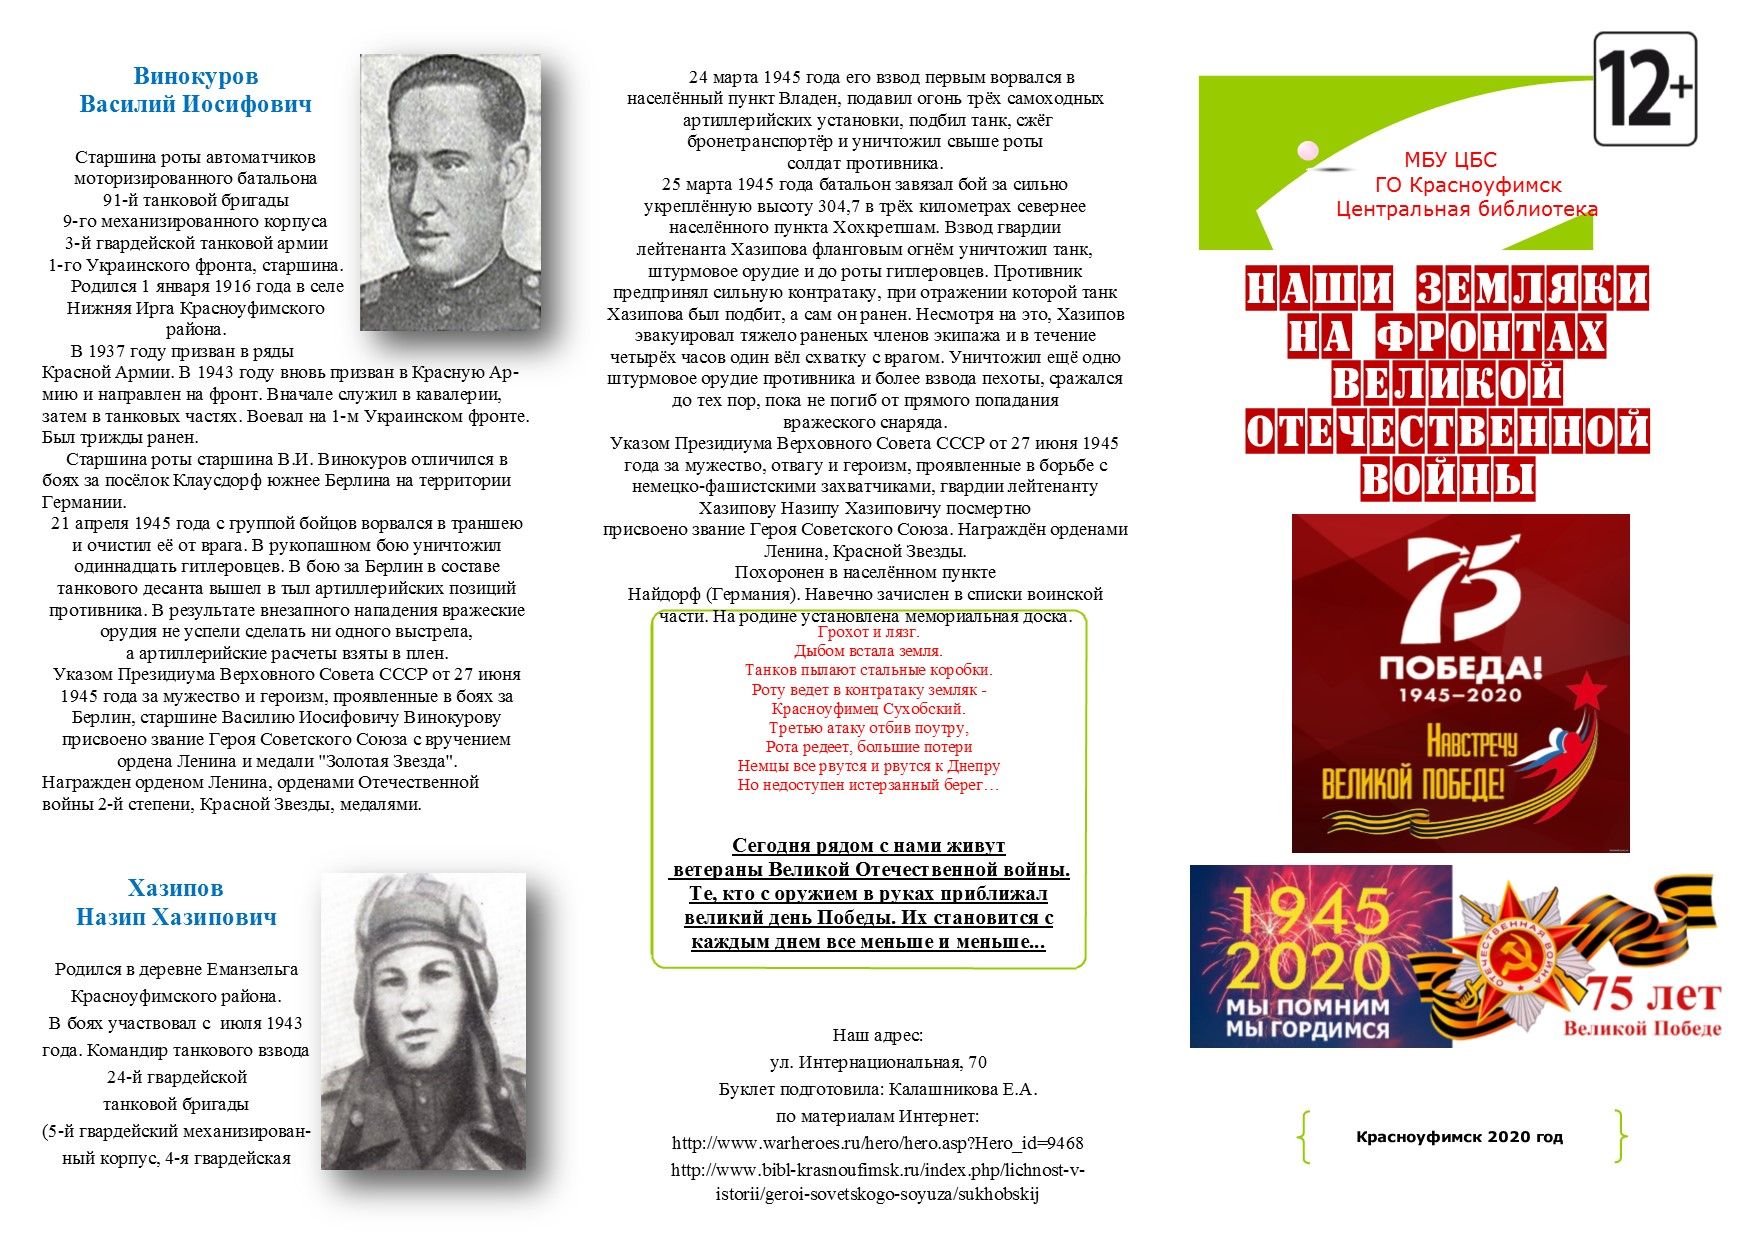 Винокуров
Василий Иосифович
Старшина роты автоматчиков
моторизированного батальона
91-й танковой бригады
9-го механизированного корпуса
3-й гвардейской танковой армии
1-го Украинского фронта, старшина.
Родился 1 января 1916 года в селе
Нижняя Ирга Красноуфимского
района.
В 1937 году призван в ряды
Красной Армии. В 1943 году вновь призван в Красную Ар-
мию и направлен на фронт. Вначале служил в кавалерии,
затем в танковых частях. Воевал на 1-м Украинском фронте.
Был трижды ранен.
Старшина роты старшина В.И. Винокуров отличился в
боях за посёлок Клаусдорф южнее Берлина на территории
Германии.
21 апреля 1945 года с группой бойцов ворвался в траншею
и очистил её от врага. В рукопашном бою уничтожил
одиннадцать гитлеровцев. В бою за Берлин в составе
танкового десанта вышел в тыл артиллерийских позиций
противника. В результате внезапного нападения вражеские
орудия не успели сделать ни одного выстрела,
а артиллерийские расчеты взяты в плен.
Указом Президиума Верховного Совета СССР от 27 июня
1945 года за мужество и героизм, проявленные в боях за
Берлин, старшине Василию Иосифовичу Винокурову
присвоено звание Героя Советского Союза с вручением
ордена Ленина и медали "Золотая Звезда".
Награжден орденом Ленина, орденами Отечественной
войны 2-й степени, Красной Звезды, медалями.
Хазипов
Назип Хазипович
Родился в деревне Еманзельга
Красноуфимского района.
В боях участвовал с июля 1943
года. Командир танкового взвода
24-й гвардейской
танковой бригады
(5-й гвардейский механизирован-
ный корпус, 4-я гвардейская
24 марта 1945 года его взвод первым ворвался в
населённый пункт Владен, подавил огонь трёх самоходных
артиллерийских установки, подбил танк, сжёг
бронетранспортёр и уничтожил свыше роты
солдат противника.
25 марта 1945 года батальон завязал бой за сильно
укреплённую высоту 304,7 в трёх километрах севернее
населённого пункта Хохкретшам. Взвод гвардии
лейтенанта Хазипова фланговым огнём уничтожил танк,
штурмовое орудие и до роты гитлеровцев. Противник
предпринял сильную контратаку, при отражении которой танк
Хазипова был подбит, а сам он ранен. Несмотря на это, Хазипов
эвакуировал тяжело раненых членов экипажа и в течение
четырёх часов один вёл схватку с врагом. Уничтожил ещё одно
штурмовое орудие противника и более взвода пехоты, сражался
до тех пор, пока не погиб от прямого попадания
вражеского снаряда.
Указом Президиума Верховного Совета СССР от 27 июня 1945
года за мужество, отвагу и героизм, проявленные в борьбе с
немецко-фашистскими захватчиками, гвардии лейтенанту
Хазипову Назипу Хазиповичу посмертно
присвоено звание Героя Советского Союза. Награждён орденами
Ленина, Красной Звезды.
Похоронен в населённом пункте
Найдорф (Германия). Навечно зачислен в списки воинской
части. На родине установлена мемориальная доска.
Грохот и лязг.
Дыбом встала земля.
Танков пылают стальные коробки.
Роту ведет в контратаку земляк -
Красноуфимец Сухобский.
Третью атаку отбив поутру,
Рота редеет, большие потери
Немцы все рвутся и рвутся к Днепру
Но недоступен истерзанный берег…
Сегодня рядом с нами живут
ветераны Великой Отечественной войны.
Те, кто с оружием в руках приближал
великий день Победы. Их становится с
каждым днем все меньше и меньше...
Наш адрес:
ул. Интернациональная, 70
Буклет подготовила: Калашникова Е.А.
по материалам Интернет:
http://www.warheroes.ru/hero/hero.asp?Hero_id=9468
http://www.bibl-krasnoufimsk.ru/index.php/lichnost-v-
istorii/geroi-sovetskogo-soyuza/sukhobskij
12+
МБУ ЦБС
ГО Красноуфимск
Центральная библиотека
НАШИ ЗЕМЛЯКИ
НА ФРОНТАХ
ВЕЛИКОЙ
ОТЕЧЕСТВЕННОЙ
ВОЙНЫ
75
ПОБЕДА!
1945–2020
НАВСТРЕЧУ
ВЕЛИКОЙ ПОБЕДЕ!
1945
2020
МЫ ПОМНИМ
МЫ ГОРДИМСЯ
ОТЕЧЕСТВЕННАЯ ВОЙНА
75 лет
Великой Победе
Красноуфимск 2020 год